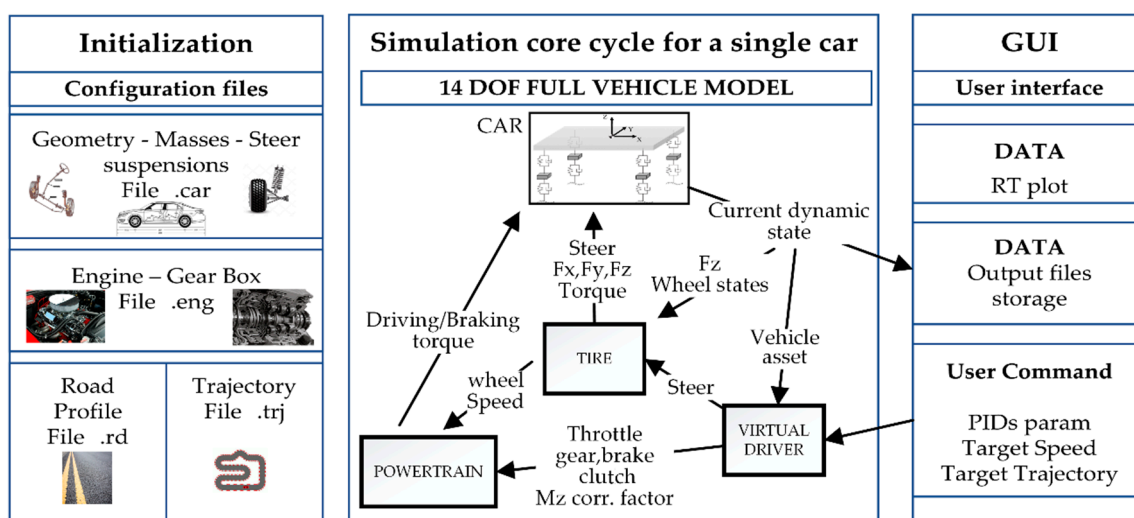 Initialization
Configuration files
Geometry - Masses - Steer
suspensions
File .car
Engine – Gear Box
File .eng
Road
Profile
File .rd
Trajectory
File .trj
Simulation core cycle for a single car
14 DOF FULL VEHICLE MODEL
CAR
Z
Y
X
Current dynamic
state
Steer
Fx,Fy,Fz
Torque
Fz
Wheel states
Driving/Braking
torque
TIRE
Vehicle
asset
wheel
Speed
Steer
POWERTRAIN
Throttle
gear,brake
clutch
Mz corr. factor
VIRTUAL
DRIVER
GUI
User interface
DATA
RT plot
DATA
Output files
storage
User Command
PIDs param
Target Speed
Target Trajectory